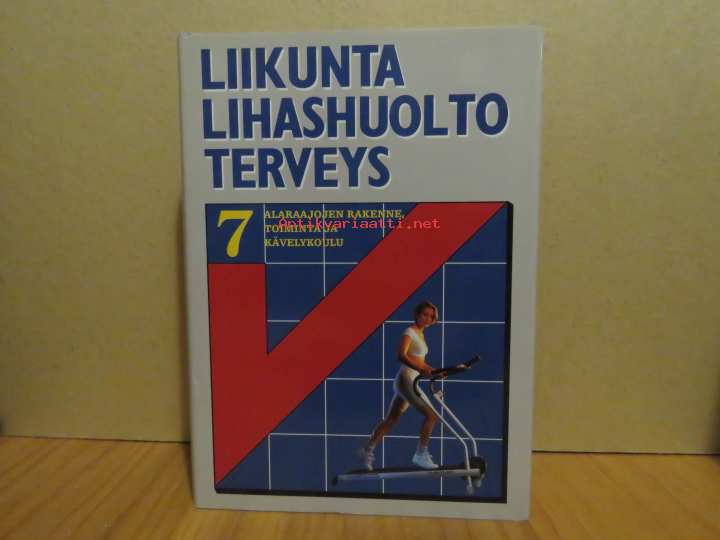 LIIKUNTA
LIHASHUOLTO
TERVEYS
7
ALARAAJOJEN RAKENNE,
TOIMINTA JA
KÄVELYKOULU
Antikvariaatti.net